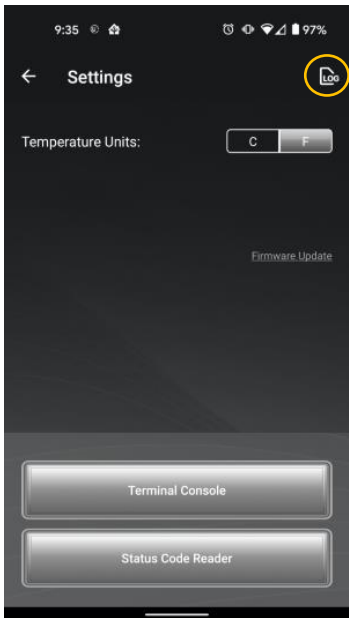 9:35 97%
Settings
LOG
Temperature Units: C F
Firmware Update
Terminal Console
Status Code Reader